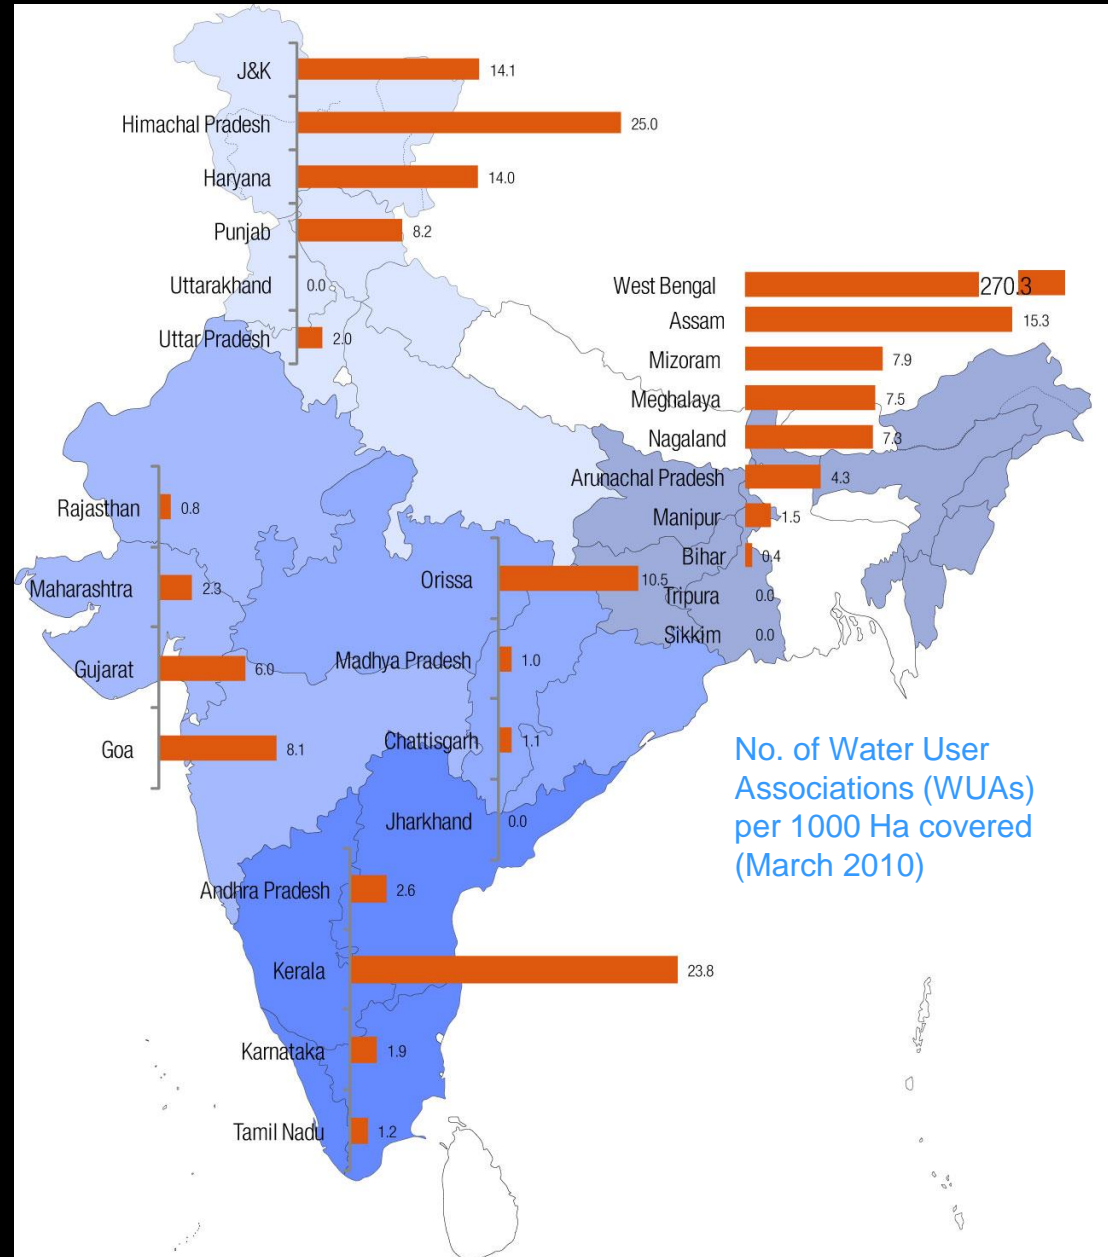 J&K 14.1
Himachal Pradesh 25.0
Haryana 14.0
Punjab 8.2
Uttarakhand 0.0
Uttar Pradesh 2.0
West Bengal 270.3
Assam 15.3
Mizoram 7.9
Meghalaya 7.5
Nagaland 7.3
Arunachal Pradesh 4.3
Manipur 1.5
Bihar 0.4
Tripura 0.0
Sikkim 0.0
Rajasthan 0.8
Maharashtra 2.3
Gujarat 6.0
Goa 8.1
Orissa 10.5
Madhya Pradesh 1.0
Chattisgarh 1.1
Jharkhand 0.0
No. of Water User
Associations (WUAs)
per 1000 Ha covered
(March 2010)
Andhra Pradesh 2.6
Kerala 23.8
Karnataka 1.9
Tamil Nadu 1.2